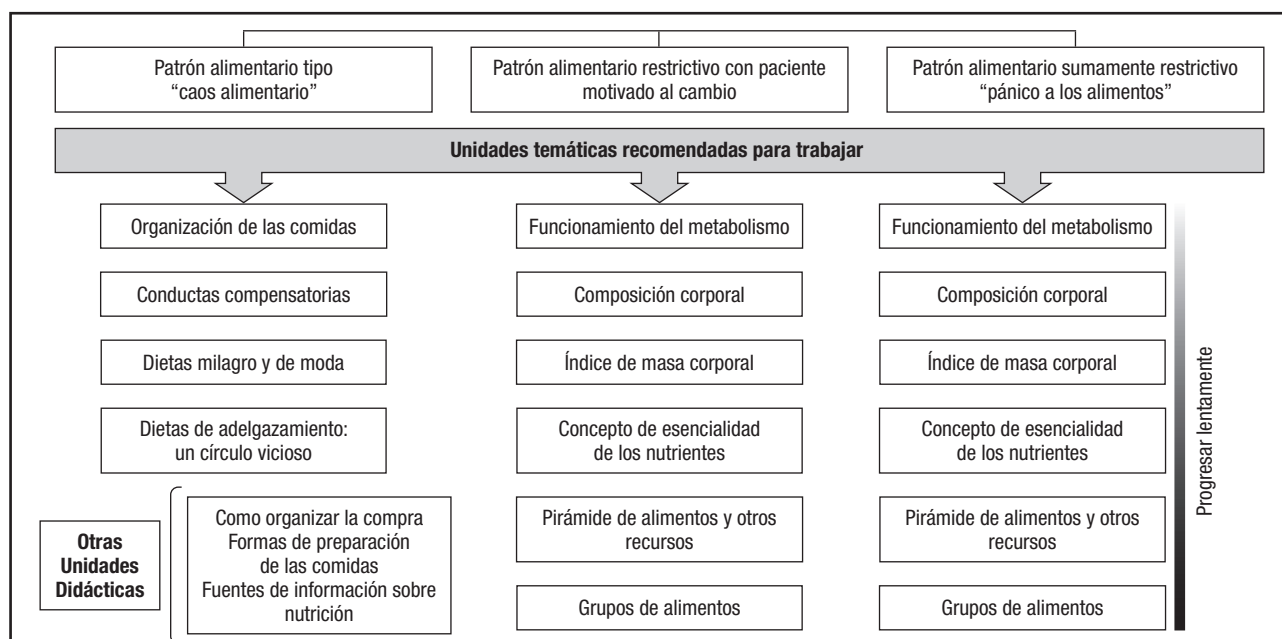 Patrón alimentario tipo
“caos alimentario”
Patrón alimentario restrictivo con paciente
motivado al cambio
Patrón alimentario sumamente restrictivo
“pánico a los alimentos”
Unidades temáticas recomendadas para trabajar
Organización de las comidas
Conductas compensatorias
Dietas milagro y de moda
Dietas de adelgazamiento:
un círculo vicioso
Otras
Unidades
Didácticas
Como organizar la compra
Formas de preparación
de las comidas
Fuentes de información sobre
nutrición
Funcionamiento del metabolismo
Composición corporal
Índice de masa corporal
Concepto de esencialidad
de los nutrientes
Pirámide de alimentos y otros
recursos
Grupos de alimentos
Funcionamiento del metabolismo
Composición corporal
Índice de masa corporal
Concepto de esencialidad
de los nutrientes
Pirámide de alimentos y otros
recursos
Grupos de alimentos
Progresar lentamente